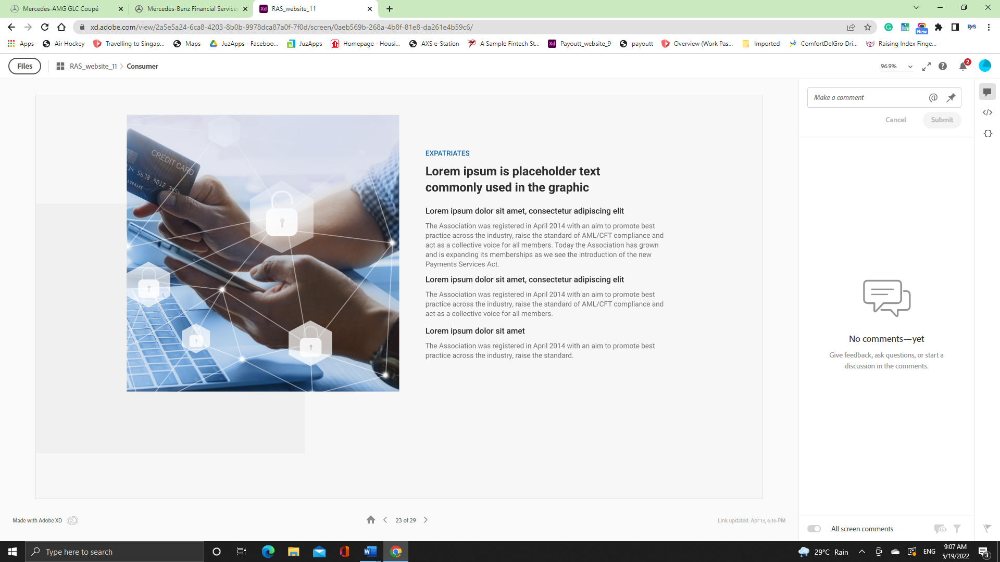 Mercedes-AMG GLC Coupé
Mercedes-Benz Financial Services
RAS_website_11
xd.adobe.com/view/2a5e5a24-6ca8-4203-8b0b-9978dca87a0f-7f0d/screen/0aeb569b-268a-4b8f-81e8-da261e4b59c6/
New
Apps
Air Hockey
Travelling to Singap...
Maps
JuzApps - Faceboo...
JuzApps
Homepage - Housi...
AXS e-Station
A Sample Fintech St...
Payoutt_website_9
payoutt
Overview (Work Pas...
Imported
ComfortDelGro Dri...
Raising Index Finge...
Files
RAS_website_11 > Consumer
96.9%
2
Make a comment
Cancel
Submit
CREDIT CARD
234 5678 9012 3456
EXPATRIATES
Lorem ipsum is placeholder text
commonly used in the graphic
Lorem ipsum dolor sit amet, consectetur adipiscing elit
The Association was registered in April 2014 with an aim to promote best
practice across the industry, raise the standard of AML/CFT compliance and
act as a collective voice for all members. Today the Association has grown
and is expanding its memberships as we see the introduction of the new
Payments Services Act.
Lorem ipsum dolor sit amet, consectetur adipiscing elit
The Association was registered in April 2014 with an aim to promote best
practice across the industry, raise the standard of AML/CFT compliance and
act as a collective voice for all members.
Lorem ipsum dolor sit amet
The Association was registered in April 2014 with an aim to promote best
practice across the industry, raise the standard.
No comments—yet
Give feedback, ask questions, or start a
discussion in the comments.
Made with Adobe XD
23 of 29
Link updated: Apr 13, 6:16 PM
All screen comments
Type here to search
29°C Rain
ENG
9:07 AM
5/19/2022
3